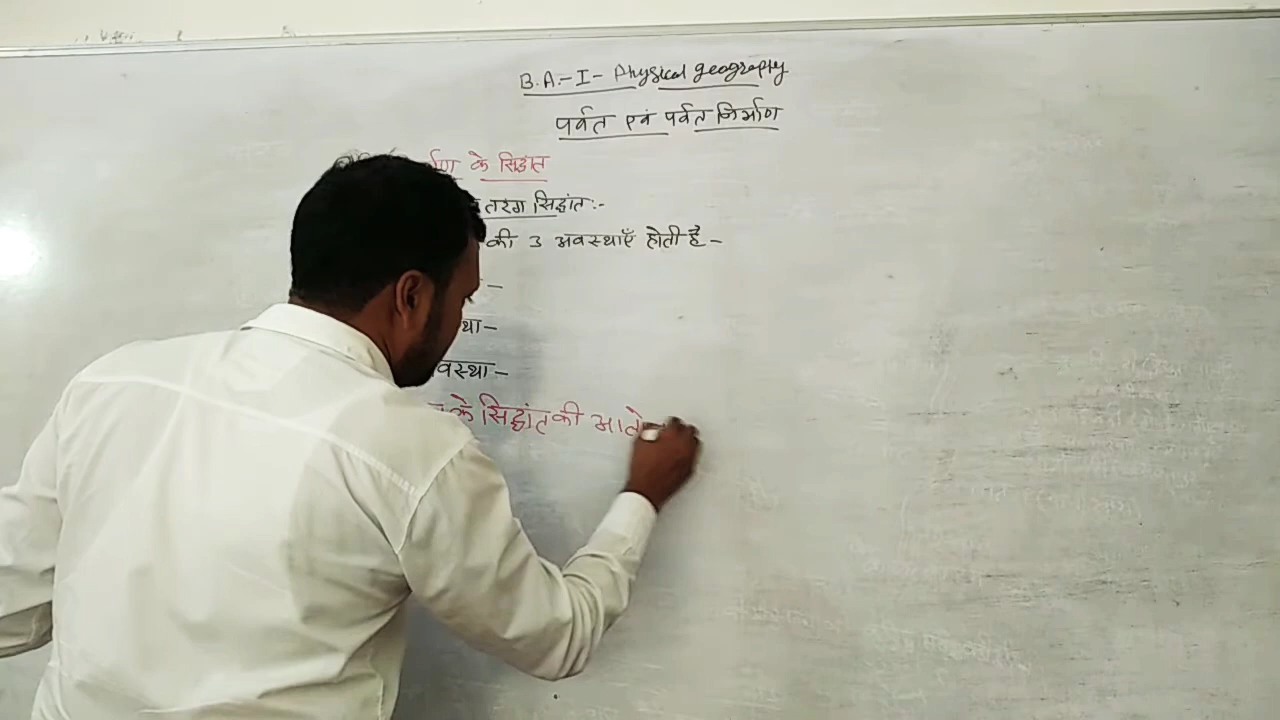 B.A.-I- Physical geography
पर्वत एवं पर्वत निर्माण
के सिद्धांत
तरंग सिद्धांत:-
की 3 अवस्थाएँ होती है -
-
था-
वस्था-
के सिद्धांत की आलो